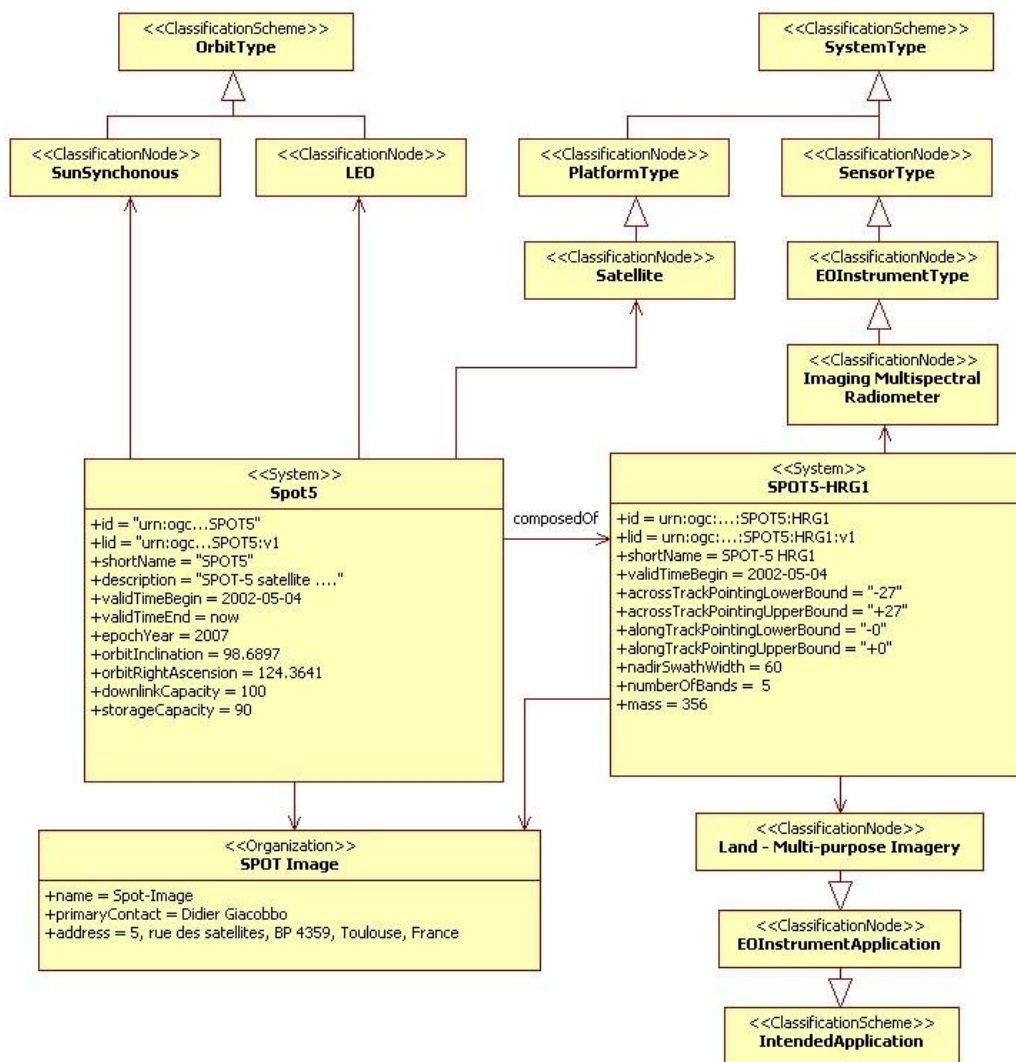 <<ClassificationScheme>>
OrbitType
<<ClassificationScheme>>
SystemType
<<ClassificationNode>>
SunSynchonous
<<ClassificationNode>>
LEO
<<ClassificationNode>>
PlatformType
<<ClassificationNode>>
SensorType
<<ClassificationNode>>
Satellite
<<ClassificationNode>>
EOInstrumentType
<<ClassificationNode>>
Imaging Multispectral
Radiometer
<<System>>
Spot5
+id = "urn:ogc...SPOT5"
+lid = "urn:ogc...SPOT5:v1
+shortName = "SPOT5"
+description = "SPOT-5 satellite ...."
+validTimeBegin = 2002-05-04
+validTimeEnd = now
+epochYear = 2007
+orbitInclination = 98.6897
+orbitRightAscension = 124.3641
+downlinkCapacity = 100
+storageCapacity = 90
composedOf
<<System>>
SPOT5-HRG1
+id = urn:ogc:...:SPOT5:HRG1
+lid = urn:ogc:...:SPOT5:HRG1:v1
+shortName = SPOT-5 HRG1
+validTimeBegin = 2002-05-04
+acrossTrackPointingLowerBound = "-27"
+acrossTrackPointingUpperBound = "+27"
+alongTrackPointingLowerBound = "-0"
+alongTrackPointingUpperBound = "+0"
+nadirSwathWidth = 60
+numberOfBands = 5
+mass = 356
<<Organization>>
SPOT Image
+name = Spot-Image
+primaryContact = Didier Giacobbo
+address = 5, rue des satellites, BP 4359, Toulouse, France
<<ClassificationNode>>
Land - Multi-purpose Imagery
<<ClassificationNode>>
EOInstrumentApplication
<<ClassificationScheme>>
IntendedApplication